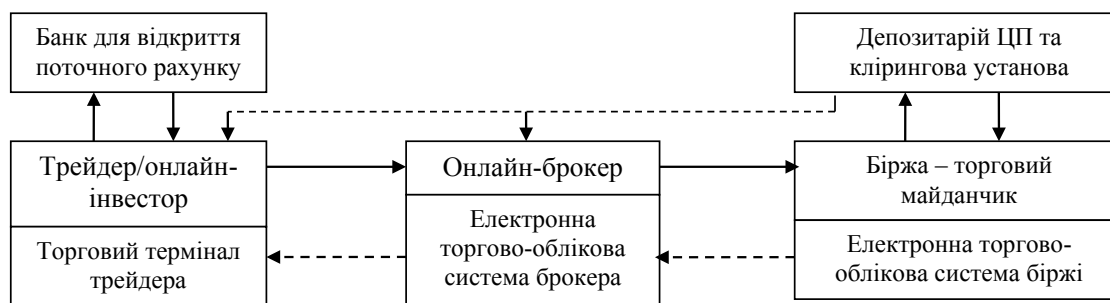 Банк для відкриття
поточного рахунку
Депозитарій ЦП та
клірингова установа
Трейдер/онлайн-
інвестор
Торговий термінал
трейдера
Онлайн-брокер
Електронна
торгово-облікова
система брокера
Біржа – торговий
майданчик
Електронна торгово-
облікова система біржі